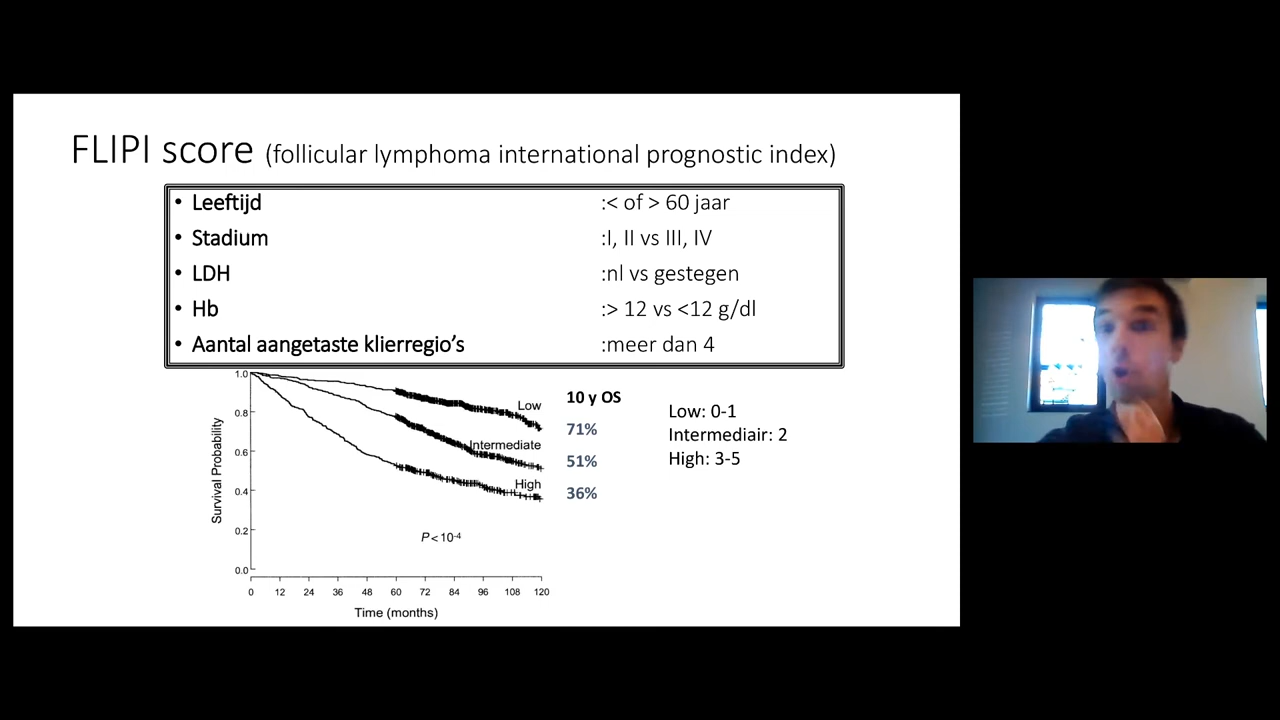 FLIPI score (follicular lymphoma international prognostic index)
• Leeftijd :< of > 60 jaar
• Stadium :I, II vs III, IV
• LDH :nl vs gestegen
• Hb :> 12 vs <12 g/dl
• Aantal aangetaste klierregio's :meer dan 4
1.0
0.8
0.6
0.4
0.2
0.0
Survival Probability
Low
Intermediate
High
P < 10-4
0 12 24 36 48 60 72 84 96 108 120
Time (months)
10 y OS
71%
51%
36%
Low: 0-1
Intermediair: 2
High: 3-5